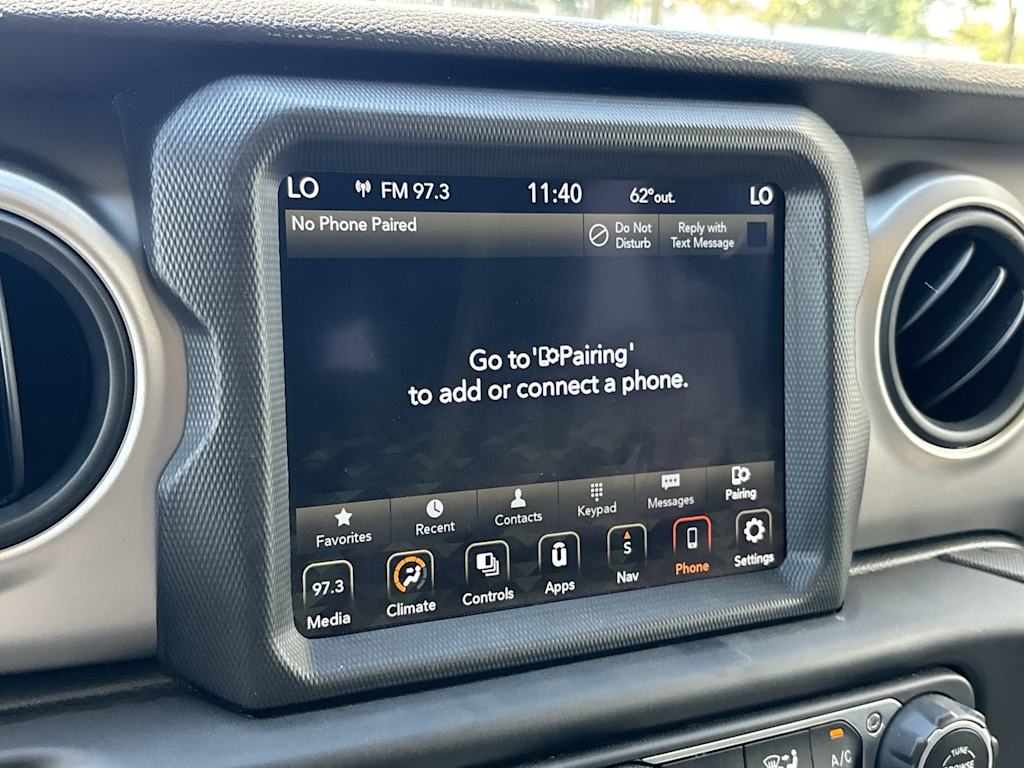 LO FM 97.3 11:40 62°out. LO
No Phone Paired
Do Not
Disturb
Reply with
Text Message
Go to 'Pairing'
to add or connect a phone.
Favorites Recent Contacts Keypad Messages Pairing
97.3 S
Media Climate Controls Apps Nav Phone Settings
A/C
TUNE
BROWSE